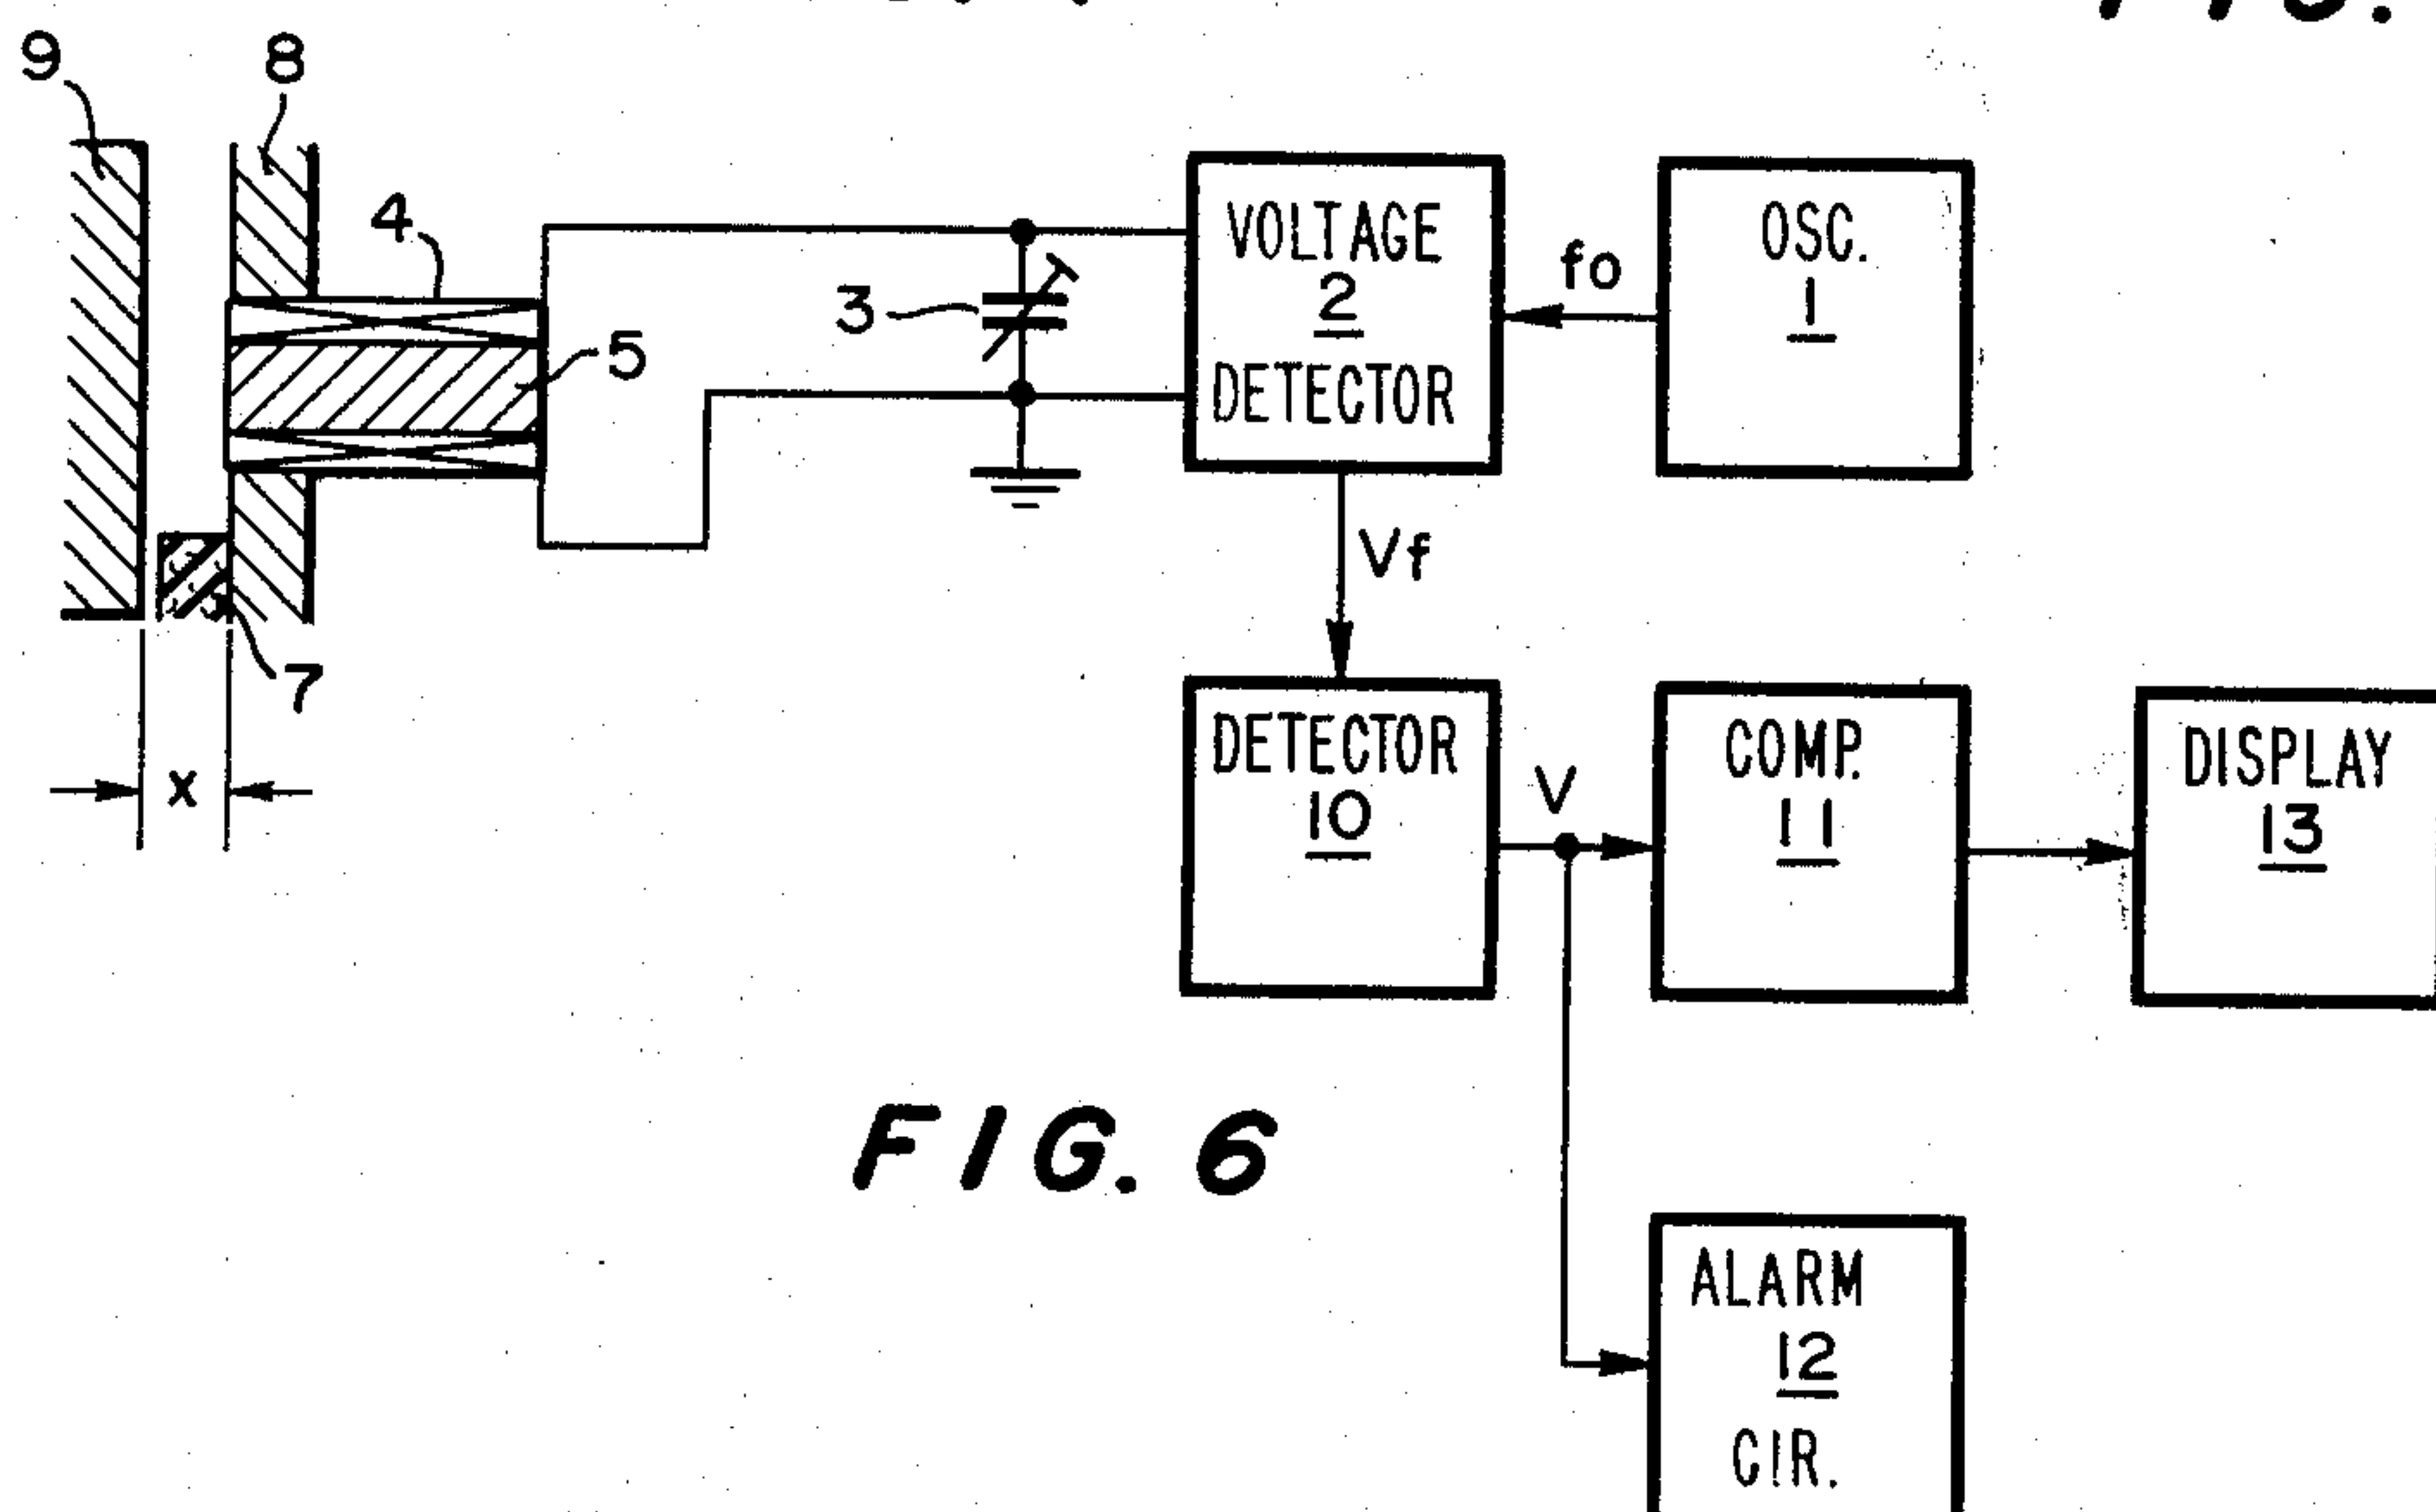 9
8
4
5
3
VOLTAGE
2
DETECTOR
fo
OSC.
1
Vf
7
x
DETECTOR
10
V
COMP.
11
DISPLAY
13
FIG. 6
ALARM
12
CIR.